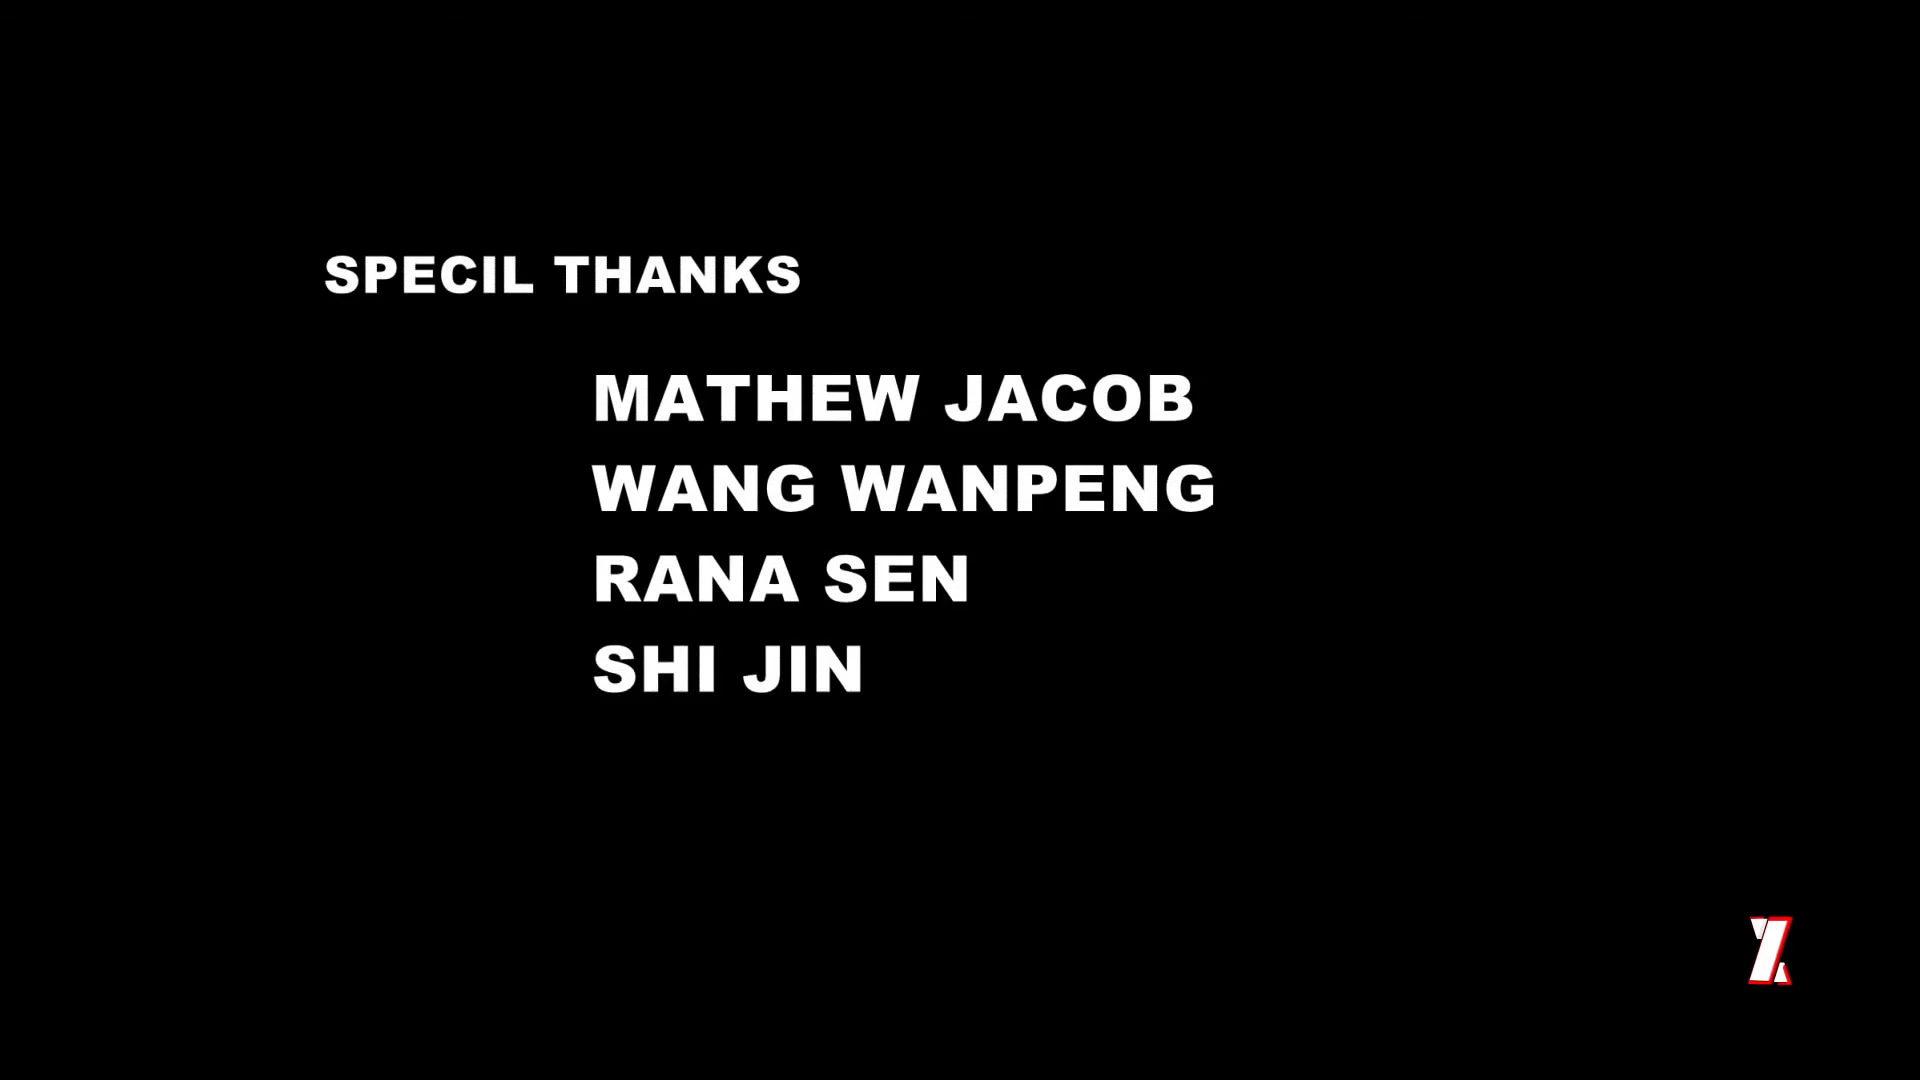 SPECIL THANKS
MATHEW JACOB
WANG WANPENG
RANA SEN
SHI JIN